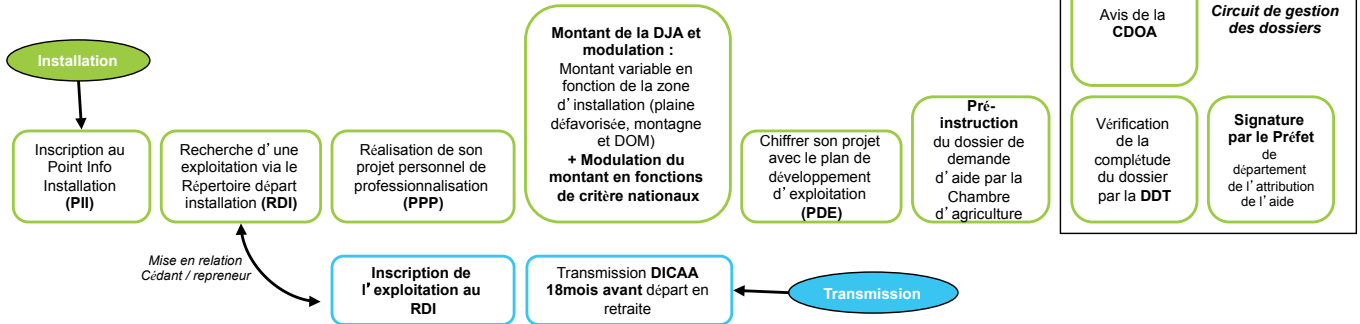 Installation
Inscription au
Point Info
Installation
(PII)
Recherche d'une
exploitation via le
Répertoire départ
installation (RDI)
Réalisation de son
projet personnel de
professionnalisation
(PPP)
Montant de la DJA et
modulation :
Montant variable en
fonction de la zone
d'installation (plaine
défavorisée, montagne
et DOM)
+ Modulation du
montant en fonctions
de critère nationaux
Chiffrer son projet
avec le plan de
développement
d'exploitation
(PDE)
Pré-
instruction
du dossier de
demande
d'aide par la
Chambre
d'agriculture
Avis de la
CDOA
Circuit de gestion
des dossiers
Vérification
de la
complétude
du dossier
par la DDT
Signature
par le Préfet
de
département
de l'attribution
de l'aide
Mise en relation
Cédant / repreneur
Inscription de
l'exploitation au
RDI
Transmission DICAA
18mois avant départ en
retraite
Transmission